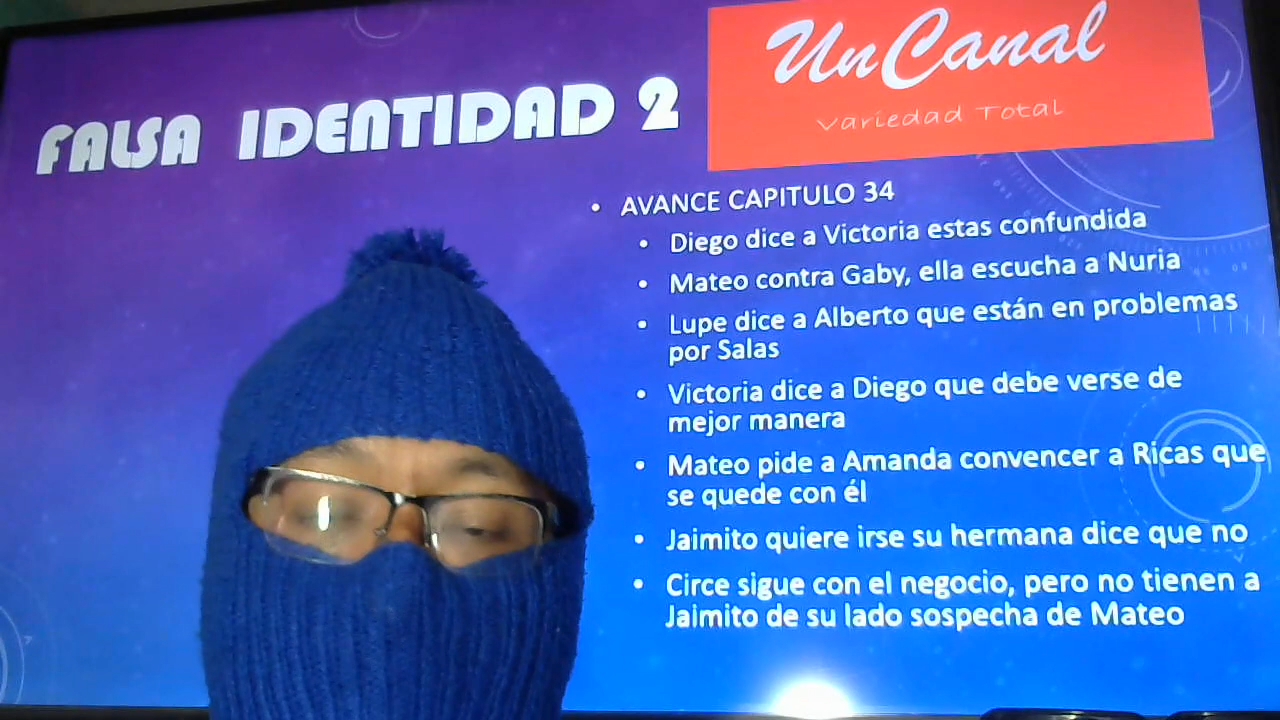 FALSA IDENTIDAD 2
UnCanal
Variedad Total
• AVANCE CAPITULO 34
• Diego dice a Victoria estas confundida
• Mateo contra Gaby, ella escucha a Nuria
• Lupe dice a Alberto que están en problemas
por Salas
• Victoria dice a Diego que debe verse de
mejor manera
• Mateo pide a Amanda convencer a Ricas que
se quede con él
• Jaimito quiere irse su hermana dice que no
• Circe sigue con el negocio, pero no tienen a
Jaimito de su lado sospecha de Mateo